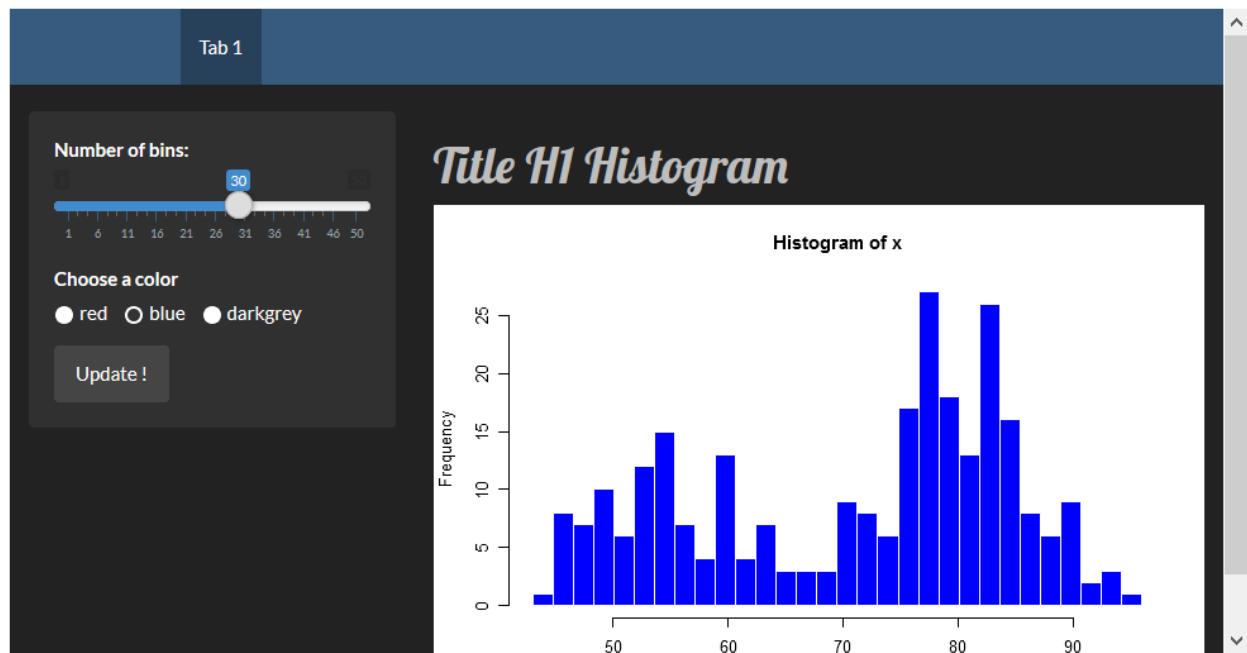 Tab 1
Number of bins:
30
1 6 11 16 21 26 31 36 41 46 50
Choose a color
red blue darkgrey
Update !
Title H1 Histogram
Histogram of x
Frequency
25
20
15
10
5
0
50 60 70 80 90